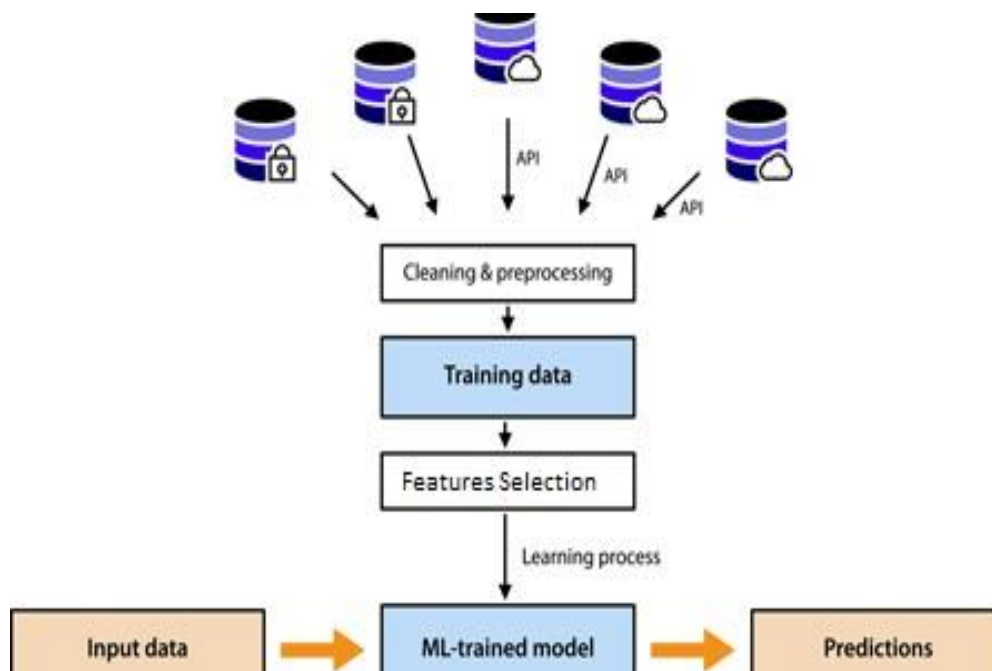 API
API
API
Cleaning & preprocessing
Training data
Features Selection
Learning process
Input data
ML-trained model
Predictions